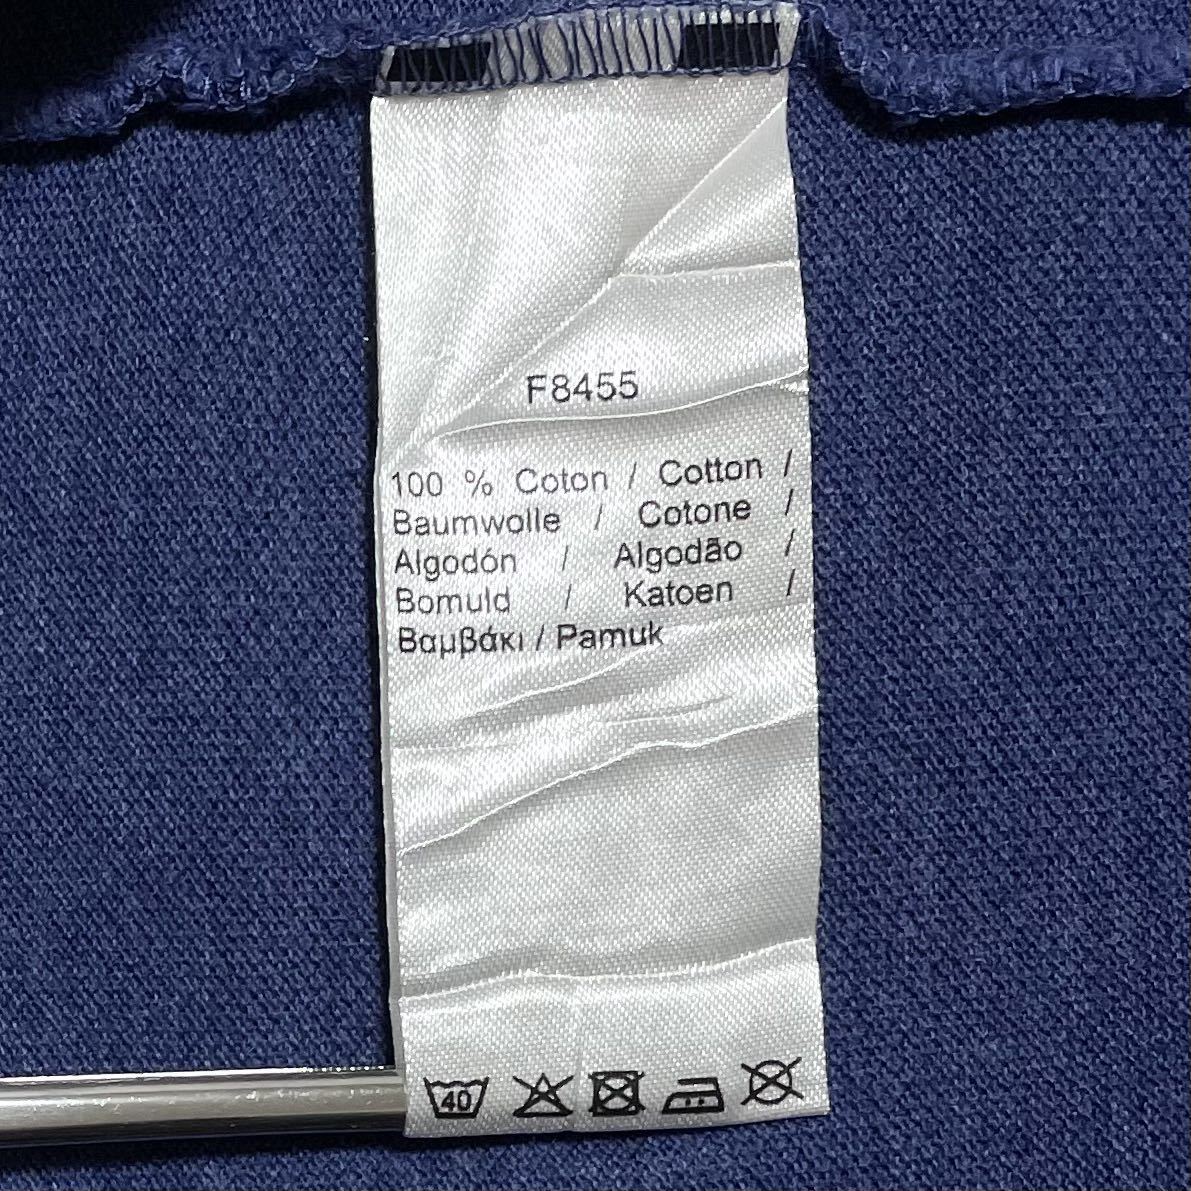 F8455
100 % Coton / Cotton /
Baumwolle / Cotone /
Algodón / Algodão /
Bomuld / Katoen /
Βαμβάκι / Pamuk
40